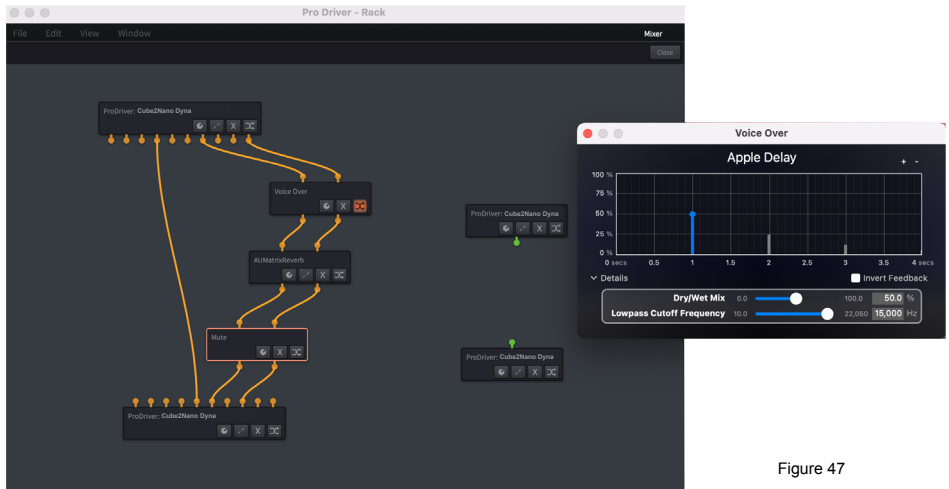 Pro Driver - Rack
File Edit View Window Mixer
Close
ProDriver: Cube2Nano Dyna
X
Voice Over
X
AUMatrixReverb
X
Mute
X
ProDriver: Cube2Nano Dyna
X
ProDriver: Cube2Nano Dyna
X
ProDriver: Cube2Nano Dyna
X
Voice Over
Apple Delay
+ -
100 %
75 %
50 %
25 %
0 %
0 secs 0.5 1 1.5 2 2.5 3 3.5 4 secs
Details Invert Feedback
Dry/Wet Mix 0.0 100.0 50.0 %
Lowpass Cutoff Frequency 10.0 22,050 15,000 Hz
Figure 47